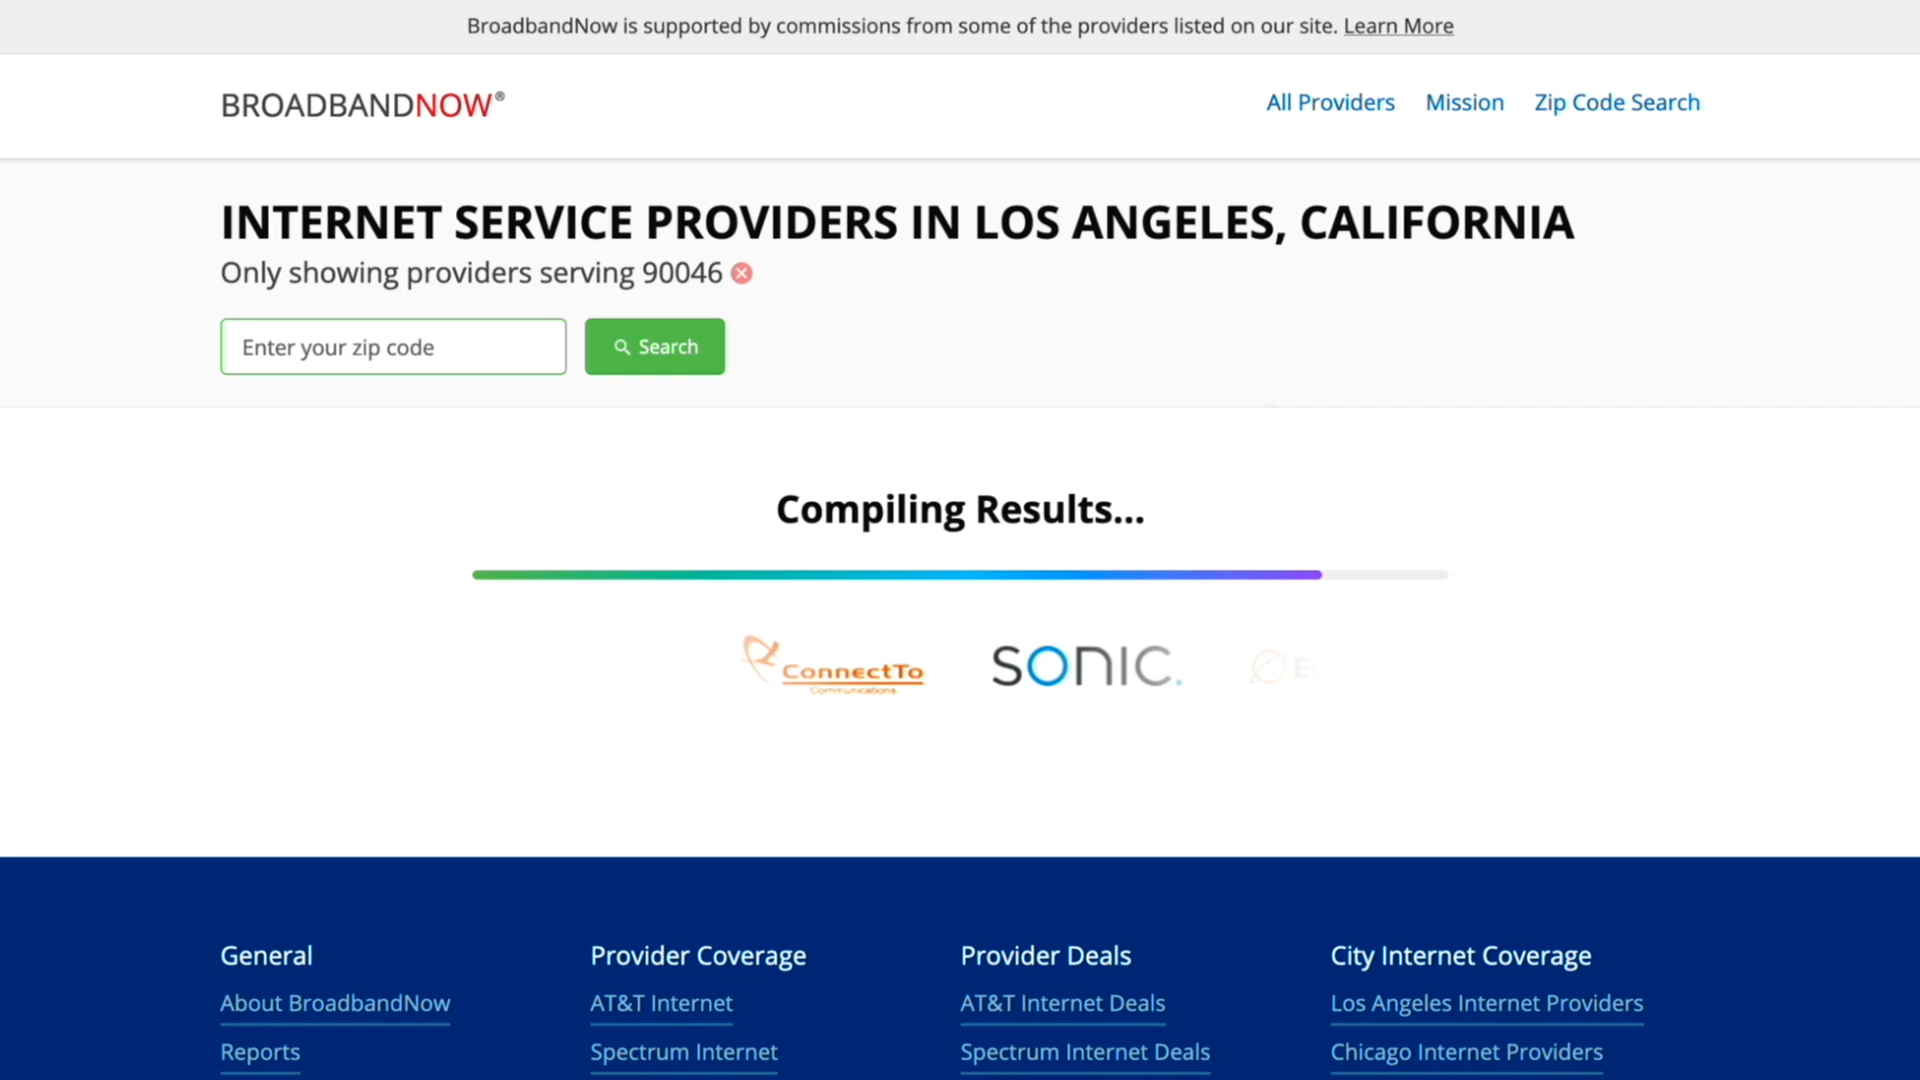 BroadbandNow is supported by commissions from some of the providers listed on our site. Learn More
BROADBANDNOW®
All Providers Mission Zip Code Search
INTERNET SERVICE PROVIDERS IN LOS ANGELES, CALIFORNIA
Only showing providers serving 90046
Enter your zip code
Search
Compiling Results...
ConnectTo
Communications
SONIC.
General
About BroadbandNow
Reports
Provider Coverage
AT&T Internet
Spectrum Internet
Provider Deals
AT&T Internet Deals
Spectrum Internet Deals
City Internet Coverage
Los Angeles Internet Providers
Chicago Internet Providers